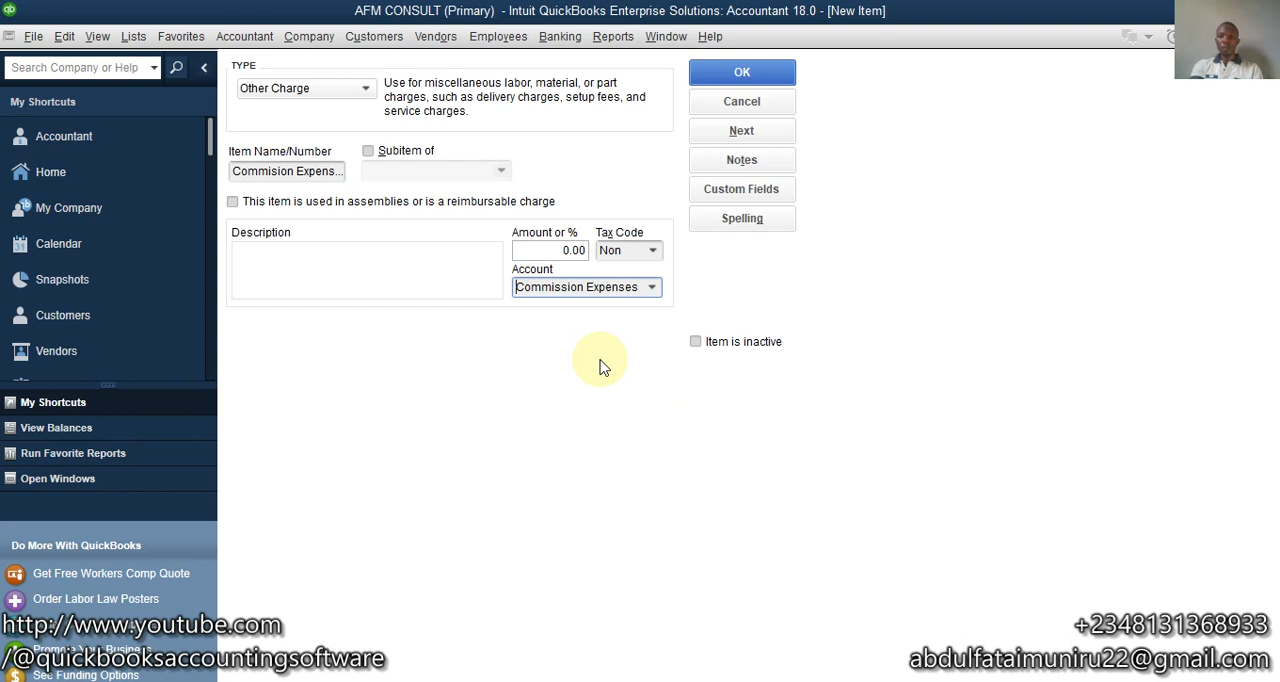 AFM CONSULT (Primary) - Intuit QuickBooks Enterprise Solutions: Accountant 18.0 - [New Item]
File Edit View Lists Favorites Accountant Company Customers Vendors Employees Banking Reports Window Help
Search Company or Help
My Shortcuts
Accountant
Home
My Company
Calendar
Snapshots
Customers
Vendors
My Shortcuts
View Balances
Run Favorite Reports
Open Windows
Do More With QuickBooks
Get Free Workers Comp Quote
Order Labor Law Posters
See Funding Options
TYPE
Other Charge
Use for miscellaneous labor, material, or part
charges, such as delivery charges, setup fees, and
service charges.
Item Name/Number
Subitem of
Commision Expens...
This item is used in assemblies or is a reimbursable charge
Description
Amount or %
Tax Code
0.00
Non
Account
Commission Expenses
OK
Cancel
Next
Notes
Custom Fields
Spelling
Item is inactive
http://www.youtube.com
/@quickbooksaccountingsoftware
+2348131368933
abdulfataimuniru22@gmail.com